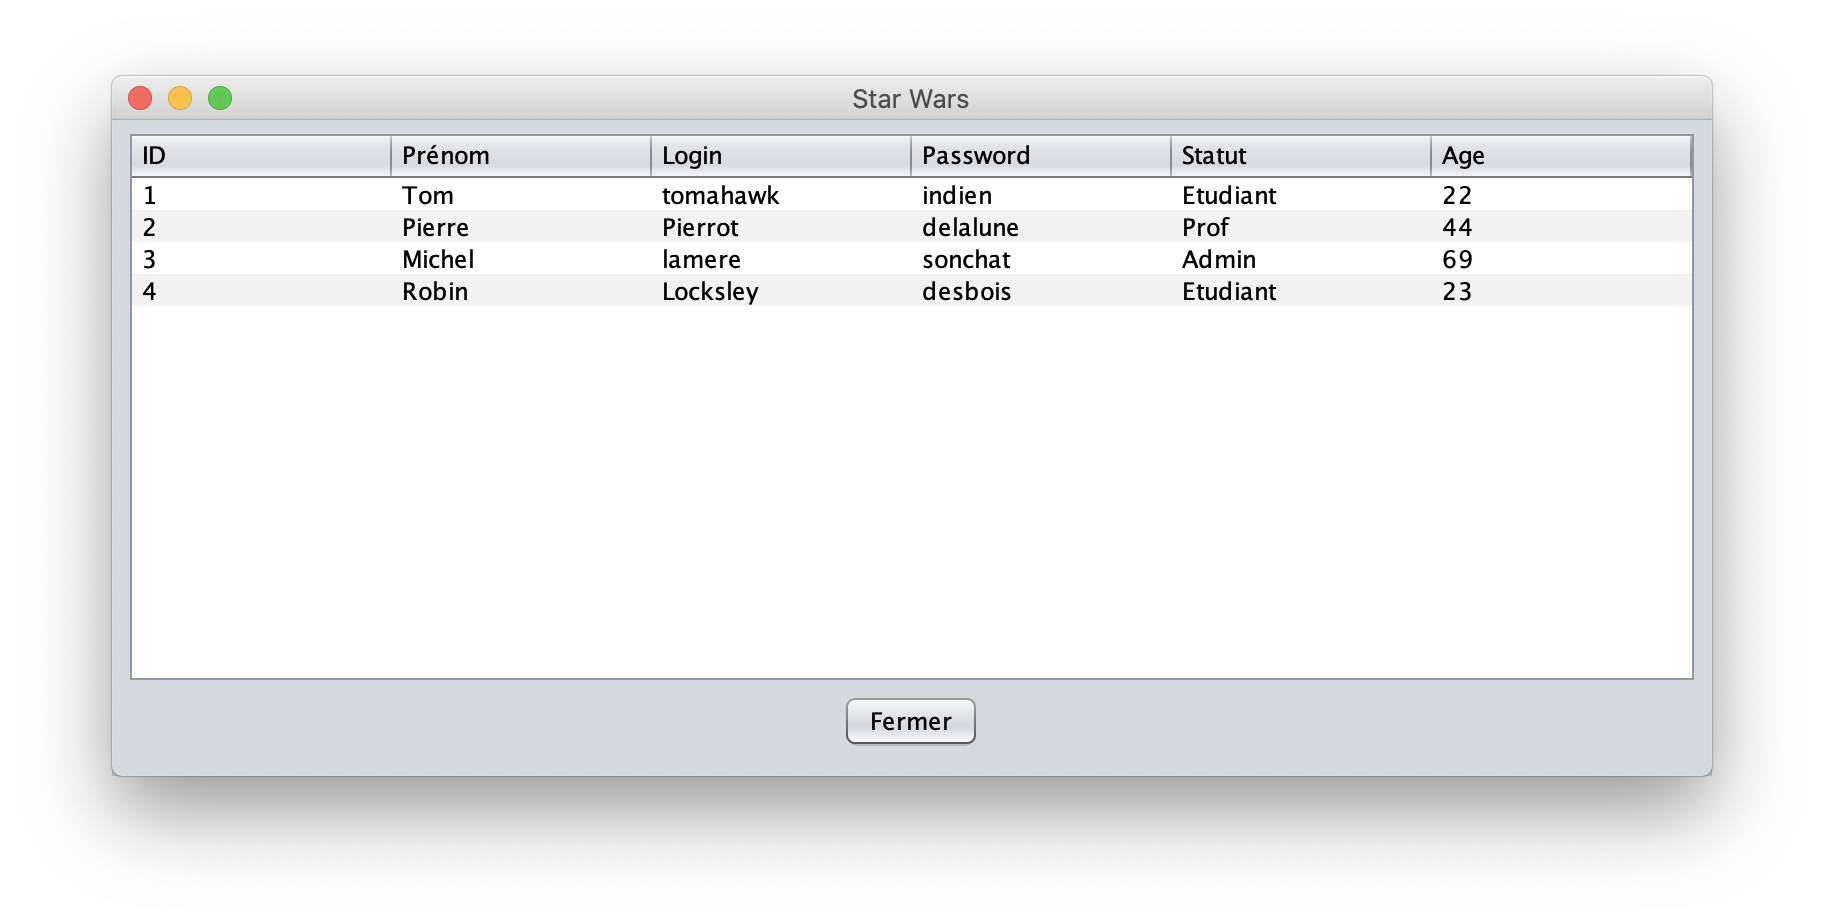 Star Wars
ID Prénom Login Password Statut Age
1 Tom tomahawk indien Etudiant 22
2 Pierre Pierrot delalune Prof 44
3 Michel lamere sonchat Admin 69
4 Robin Locksley desbois Etudiant 23
Fermer